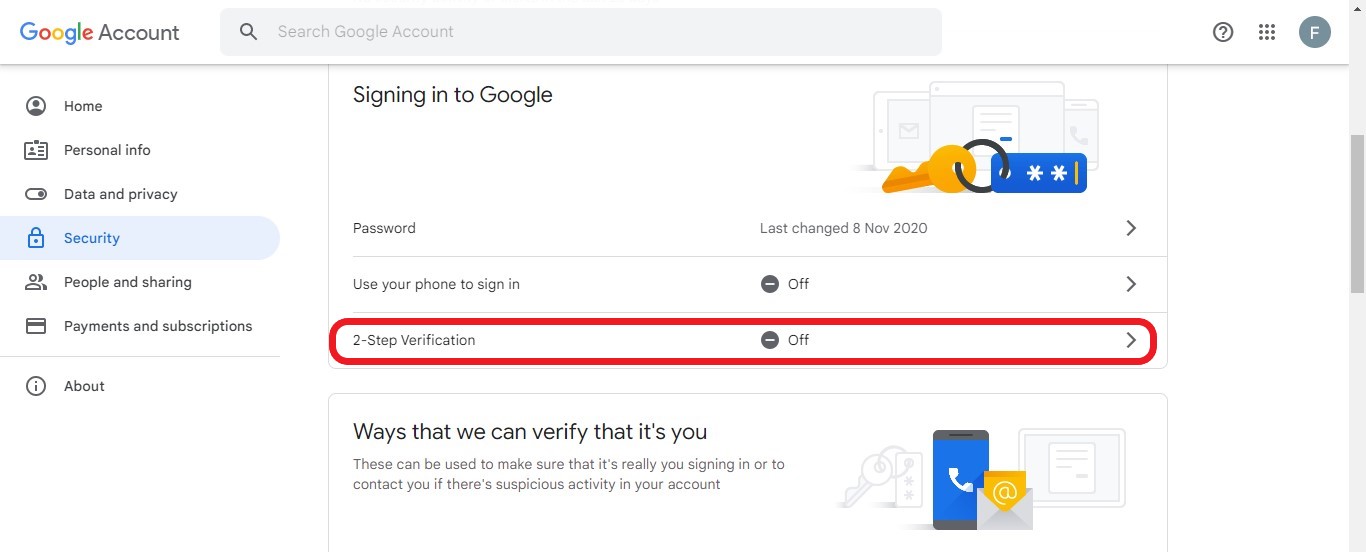 Google Account
Search Google Account
F
Home
Personal info
Data and privacy
Security
People and sharing
Payments and subscriptions
About
Signing in to Google
**
Password Last changed 8 Nov 2020
Use your phone to sign in Off
2-Step Verification Off
Ways that we can verify that it's you
These can be used to make sure that it's really you signing in or to
contact you if there's suspicious activity in your account
@